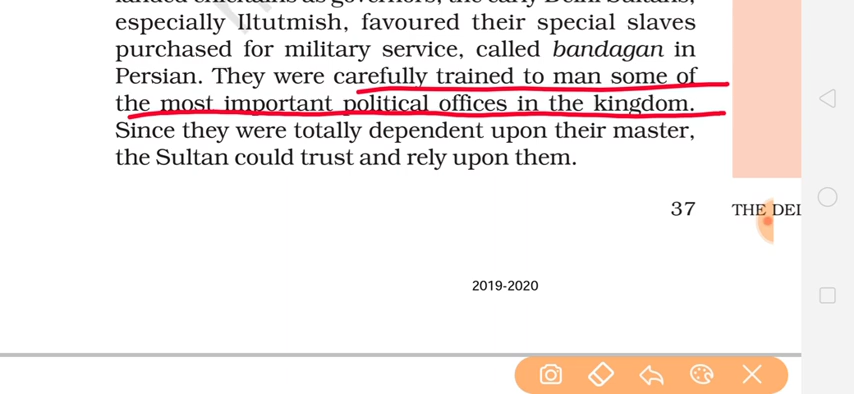 especially Iltutmish, favoured their special slaves
purchased for military service, called bandagan in
Persian. They were carefully trained to man some of
the most important political offices in the kingdom.
Since they were totally dependent upon their master,
the Sultan could trust and rely upon them.
37 THE DEL
2019-2020